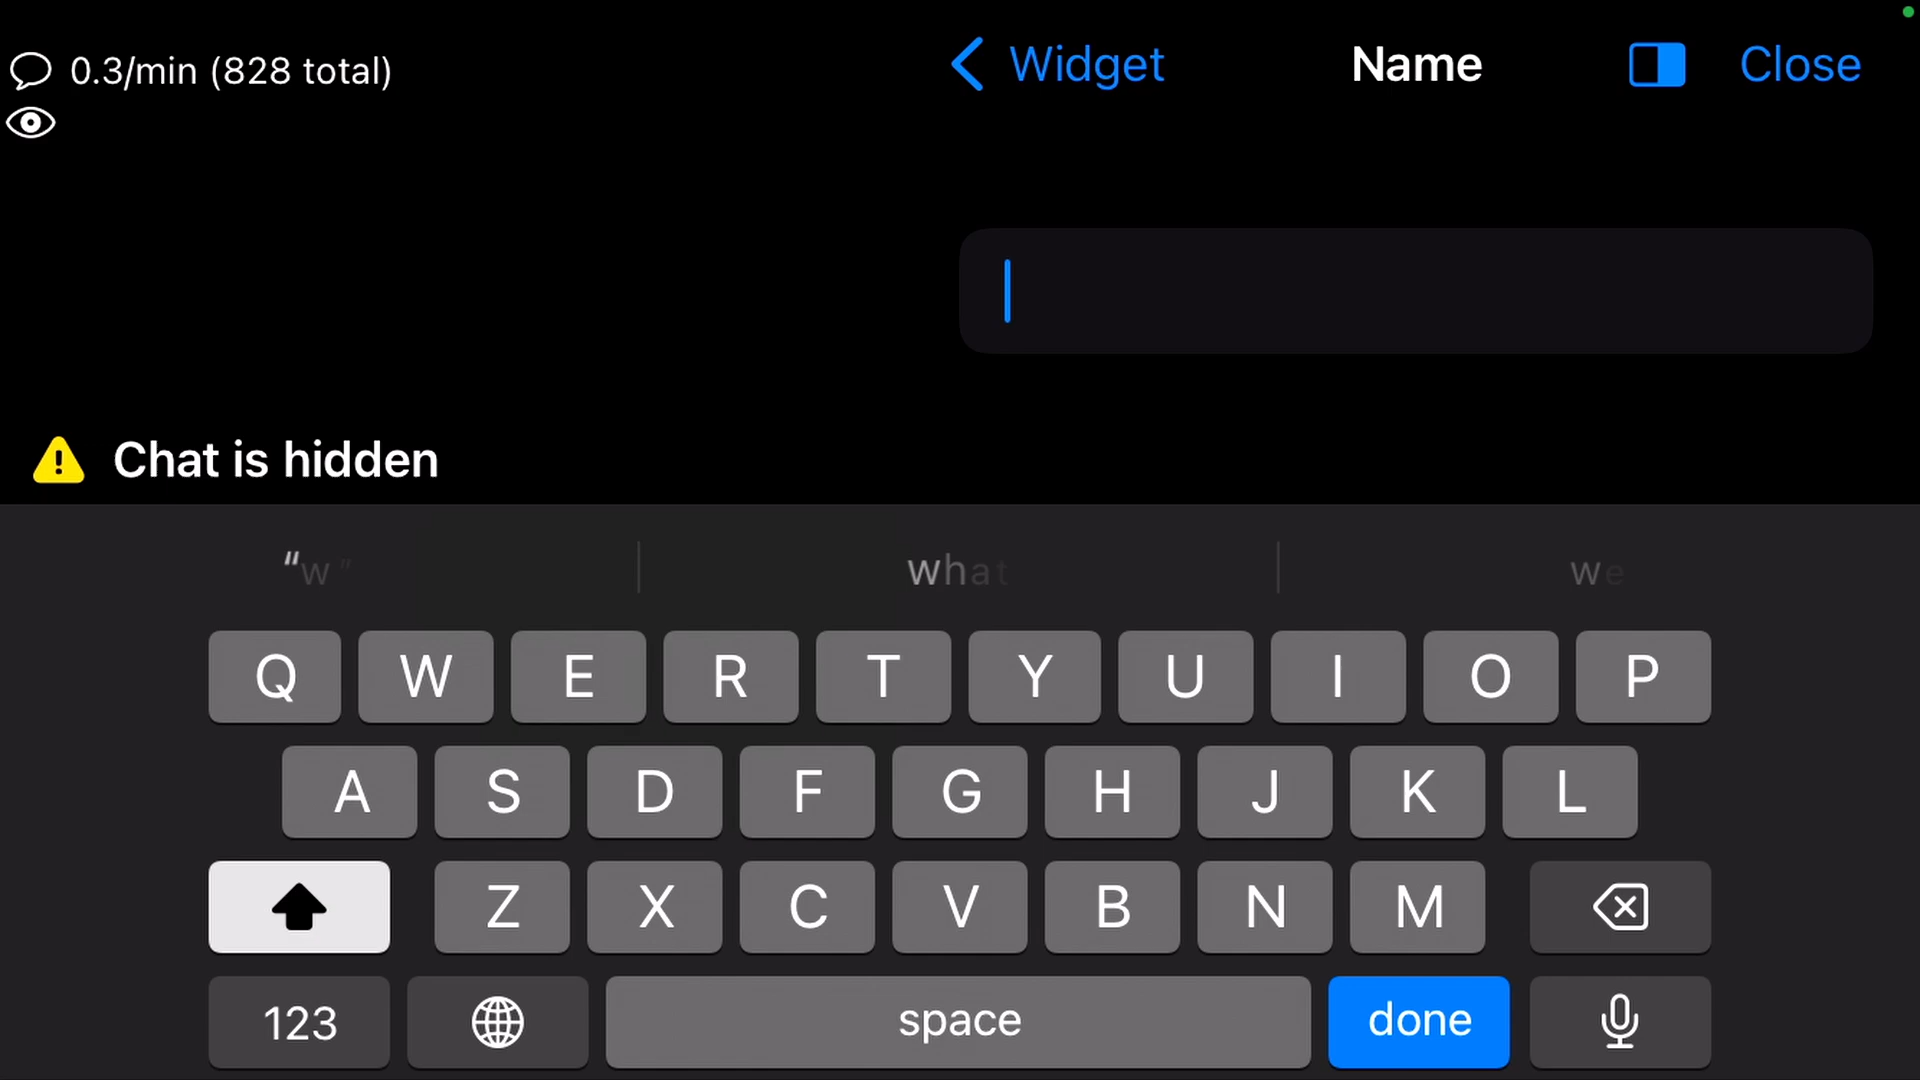 0.3/min (828 total)
Widget
Name
Close
Chat is hidden
"w"
what
we
Q W E R T Y U I O P
A S D F G H J K L
Z X C V B N M
123
space
done